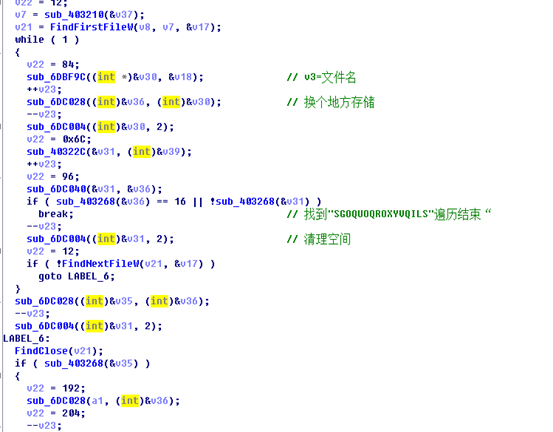 v22 = 12;
v7 = sub_403210(&v37);
v21 = FindFirstFileW(v8, v7, &v17);
while ( 1 )
{
v22 = 84;
sub_6DBF9C((int *)&v30, &v18); // v3=文件名
++v23;
sub_6DC028((int)&v36, (int)&v30); // 换个地方存储
--v23;
sub_6DC004((int)&v30, 2);
v22 = 0x6C;
sub_40322C(&v31, (int)&v39);
++v23;
v22 = 96;
sub_6DC040(&v31, &v36);
if ( sub_403268(&v36) == 16 || !sub_403268(&v31) )
break; // 找到"SGOQUOQROXYVQILS"遍历结束“
--v23;
sub_6DC004((int)&v31, 2); // 清理空间
v22 = 12;
if ( !FindNextFileW(v21, &v17) )
goto LABEL_6;
}
sub_6DC028((int)&v35, (int)&v36);
--v23;
sub_6DC004((int)&v31, 2);
LABEL_6:
FindClose(v21);
if ( sub_403268(&v35) )
{
v22 = 192;
sub_6DC028(a1, (int)&v36);
v22 = 204;
--v23;